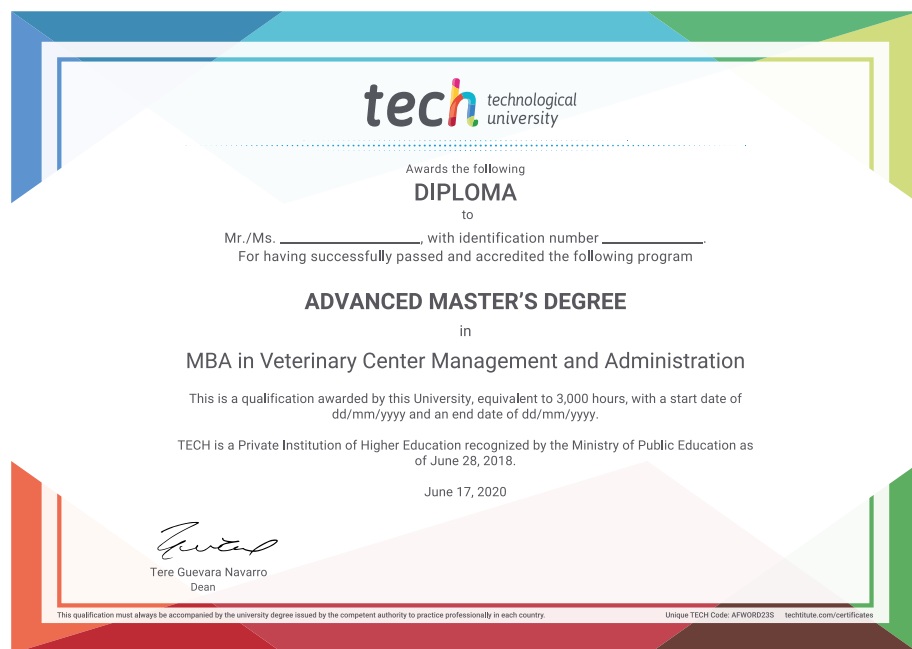 tech technological
university
Awards the following
DIPLOMA
to
Mr./Ms. ____________________, with identification number ______________.
For having successfully passed and accredited the following program
ADVANCED MASTER’S DEGREE
in
MBA in Veterinary Center Management and Administration
This is a qualification awarded by this University, equivalent to 3,000 hours, with a start date of
dd/mm/yyyy and an end date of dd/mm/yyyy.
TECH is a Private Institution of Higher Education recognized by the Ministry of Public Education as
of June 28, 2018.
June 17, 2020
Tere Guevara Navarro
Dean
This qualification must always be accompanied by the university degree issued by the competent authority to practice professionally in each country. Unique TECH Code: AFWORD23S techtitute.com/certificates